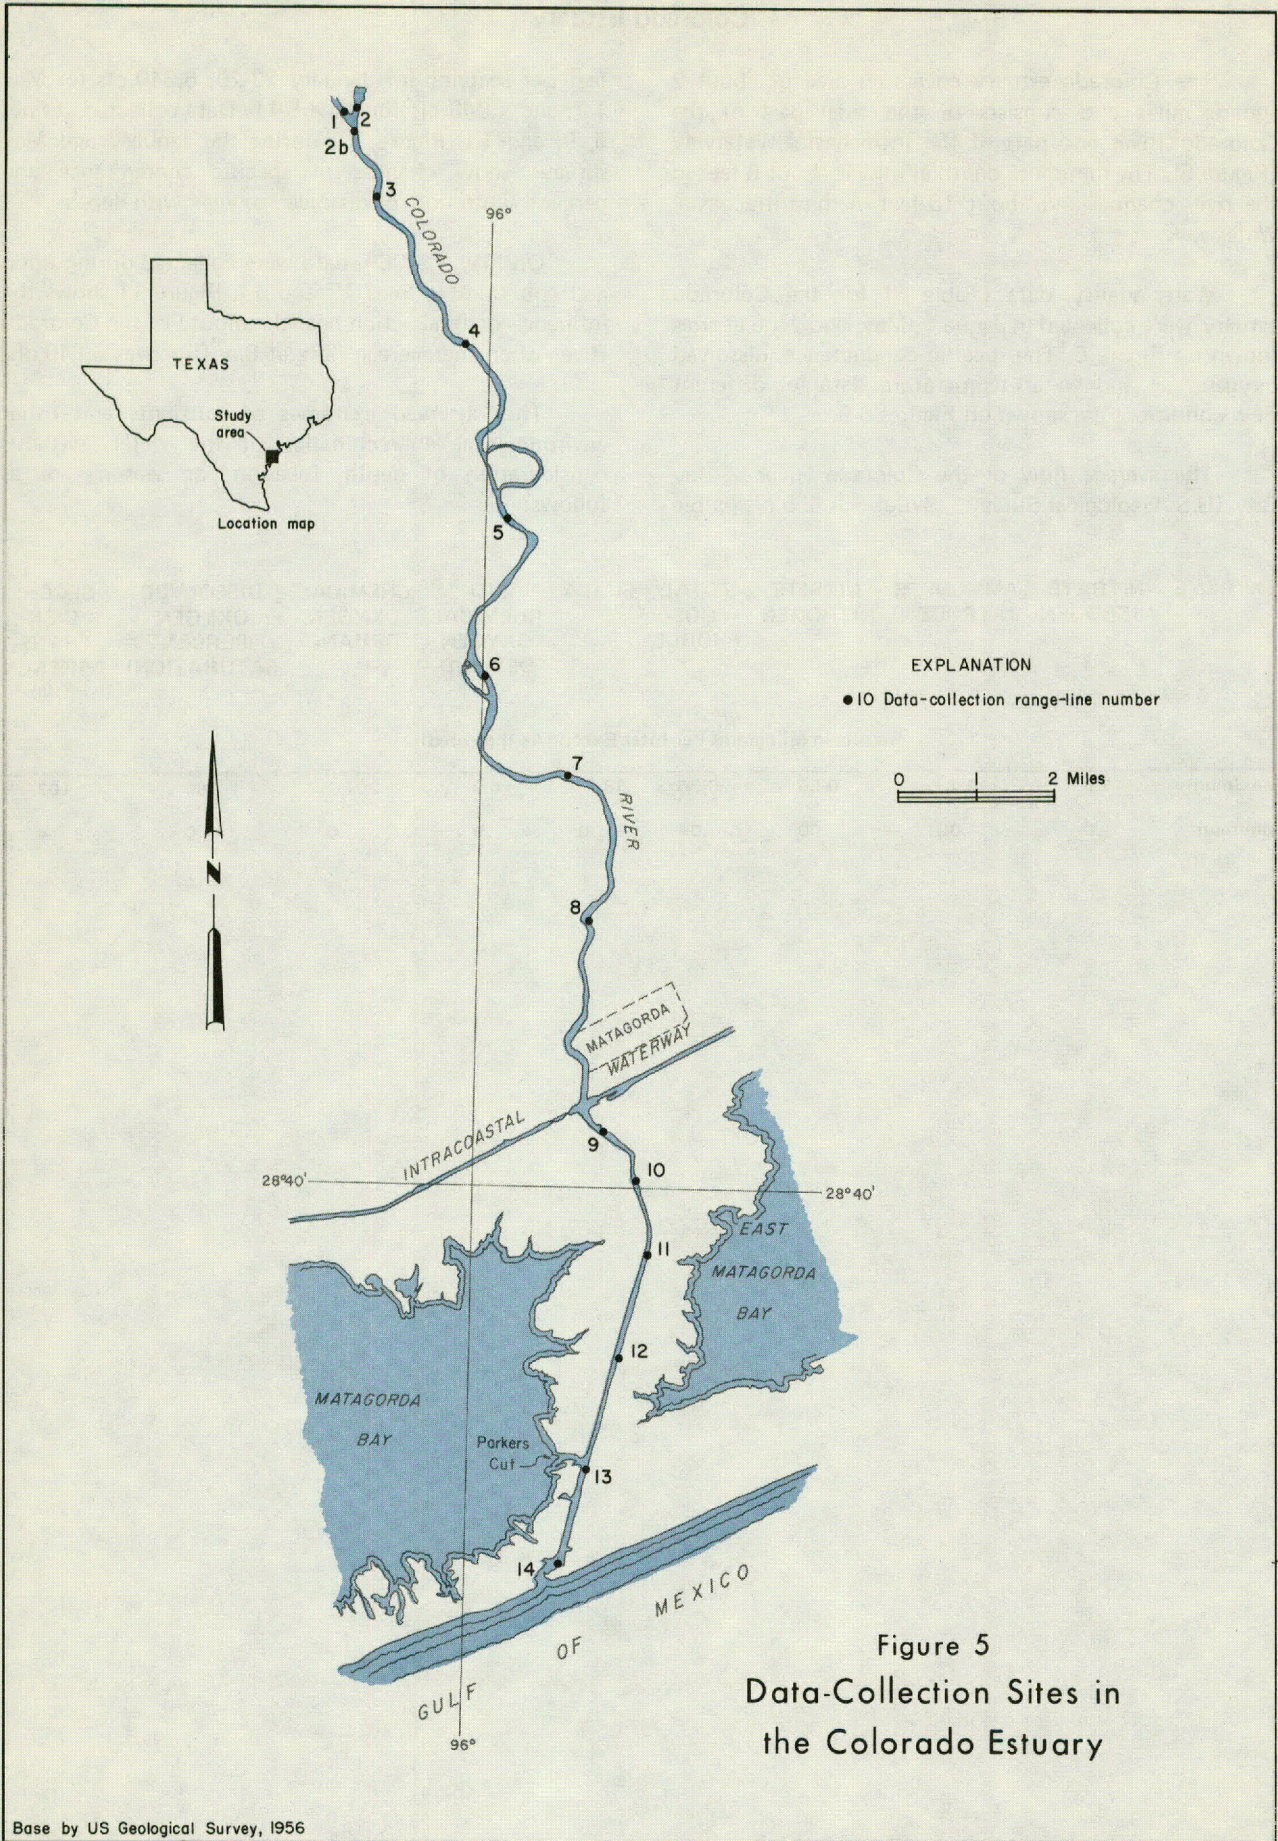 1
2
2b
3
COLORADO
96°
4
TEXAS
Study
area
Location map
5
6
EXPLANATION
10 Data-collection range-line number
0 1 2 Miles
7
RIVER
N
8
MATAGORDA
WATERWAY
INTRACOASTAL
9
10
28°40'
28°40'
EAST
MATAGORDA
BAY
11
12
MATAGORDA
BAY
Parkers
Cut
13
14
GULF OF MEXICO
96°
Figure 5
Data-Collection Sites in
the Colorado Estuary
Base by US Geological Survey, 1956